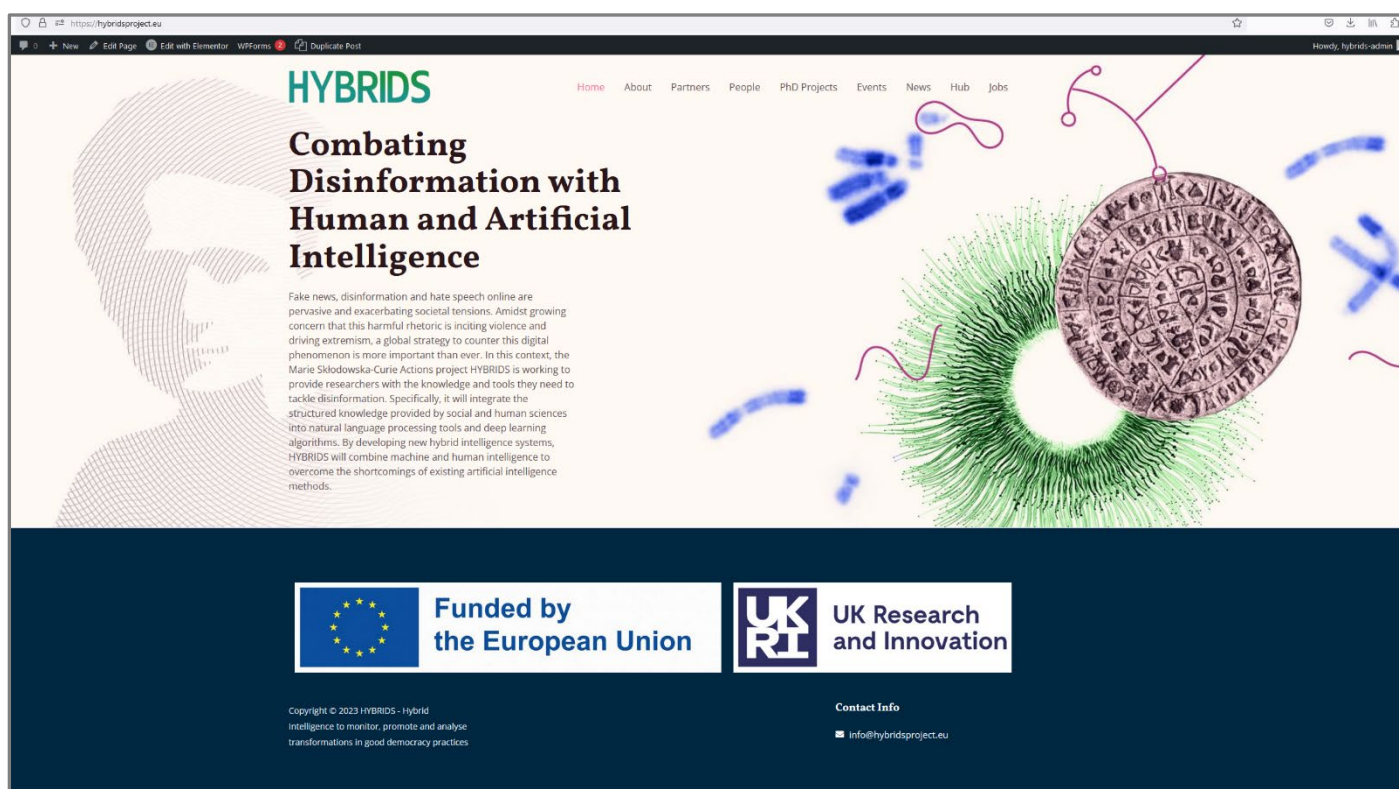 https://hybridsproject.eu
0 New Edit Page Edit with Elementor WPForms 2 Duplicate Post
Howdy, hybrids-admin
HYBRIDS
Home About Partners People PhD Projects Events News Hub Jobs
Combating
Disinformation with
Human and Artificial
Intelligence
Fake news, disinformation and hate speech online are
pervasive and exacerbating societal tensions. Amidst growing
concern that this harmful rhetoric is inciting violence and
driving extremism, a global strategy to counter this digital
phenomenon is more important than ever. In this context, the
Marie Skłodowska-Curie Actions project HYBRIDS is working to
provide researchers with the knowledge and tools they need to
tackle disinformation. Specifically, it will integrate the
structured knowledge provided by social and human sciences
into natural language processing tools and deep learning
algorithms. By developing new hybrid intelligence systems,
HYBRIDS will combine machine and human intelligence to
overcome the shortcomings of existing artificial intelligence
methods.
Funded by
the European Union
UK
RI
UK Research
and Innovation
Copyright © 2023 HYBRIDS - Hybrid
Intelligence to monitor, promote and analyse
transformations in good democracy practices
Contact Info
info@hybridsproject.eu